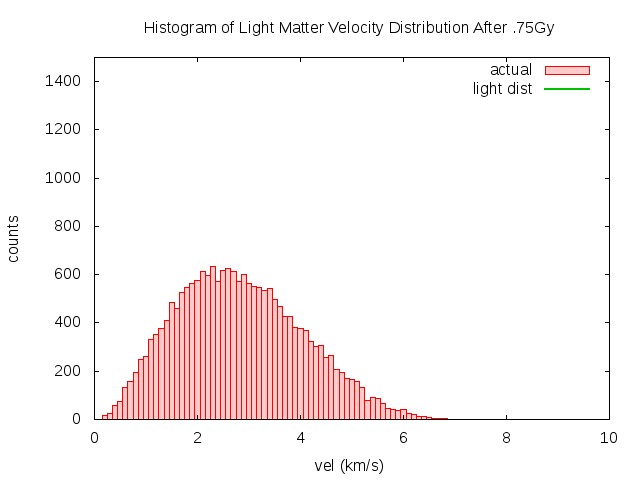 Histogram of Light Matter Velocity Distribution After .75Gy
actual
light dist
1400
1200
1000
800
600
400
200
0
counts
0 2 4 6 8 10
vel (km/s)